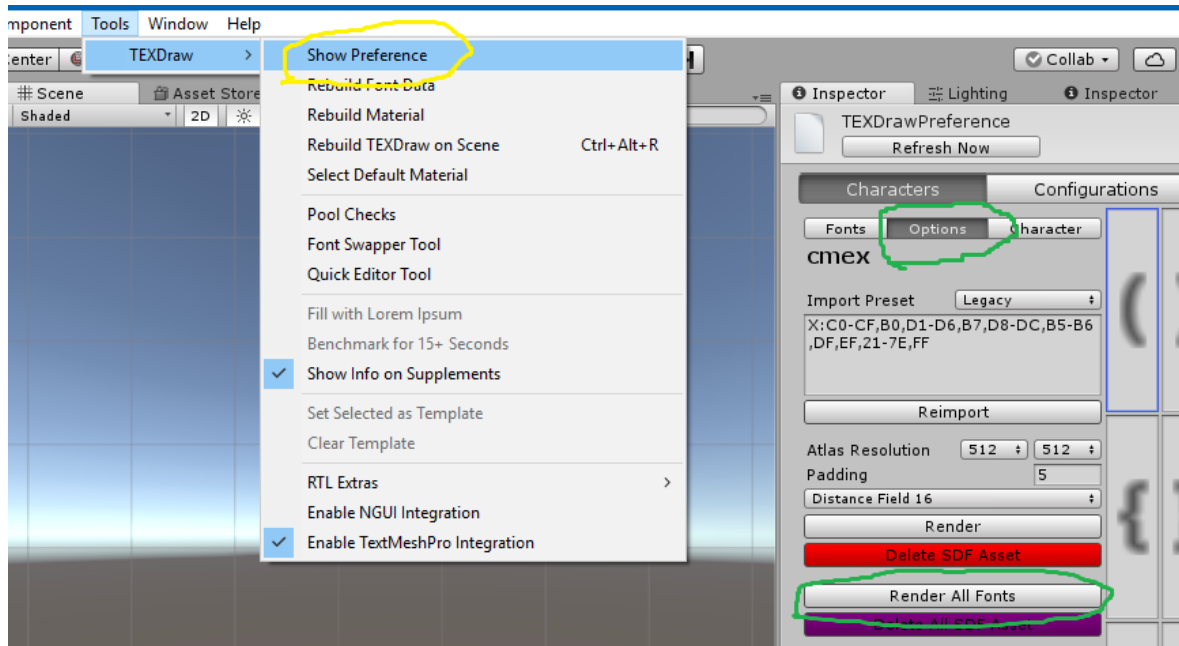 mponent Tools Window Help
Center
TEXDraw >
Show Preference
Rebuild Font Data
Rebuild Material
Rebuild TEXDraw on Scene Ctrl+Alt+R
Select Default Material
Pool Checks
Font Swapper Tool
Quick Editor Tool
Fill with Lorem Ipsum
Benchmark for 15+ Seconds
Show Info on Supplements
Set Selected as Template
Clear Template
RTL Extras >
Enable NGUI Integration
Enable TextMeshPro Integration
# Scene Asset Store
Shaded 2D
Collab
Inspector Lighting Inspector
TEXDrawPreference
Refresh Now
Characters Configurations
Fonts Options Character
cmex
Import Preset Legacy
X:C0-CF,B0,D1-D6,B7,D8-DC,B5-B6
,DF,EF,21-7E,FF
Reimport
Atlas Resolution 512 512
Padding 5
Distance Field 16
Render
Delete SDF Asset
Render All Fonts
Delete All SDF Asset
(
{